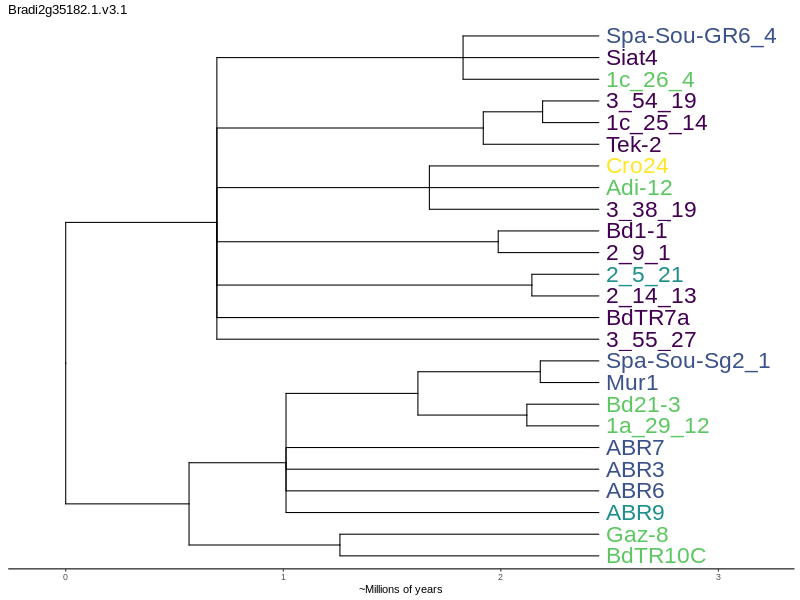 Bradi2g35182.1.v3.1
Spa-Sou-GR6_4
Siat4
1c_26_4
3_54_19
1c_25_14
Tek-2
Cro24
Adi-12
3_38_19
Bd1-1
2_9_1
2_5_21
2_14_13
BdTR7a
3_55_27
Spa-Sou-Sg2_1
Mur1
Bd21-3
1a_29_12
ABR7
ABR3
ABR6
ABR9
Gaz-8
BdTR10C
0 1 2 3
~Millions of years